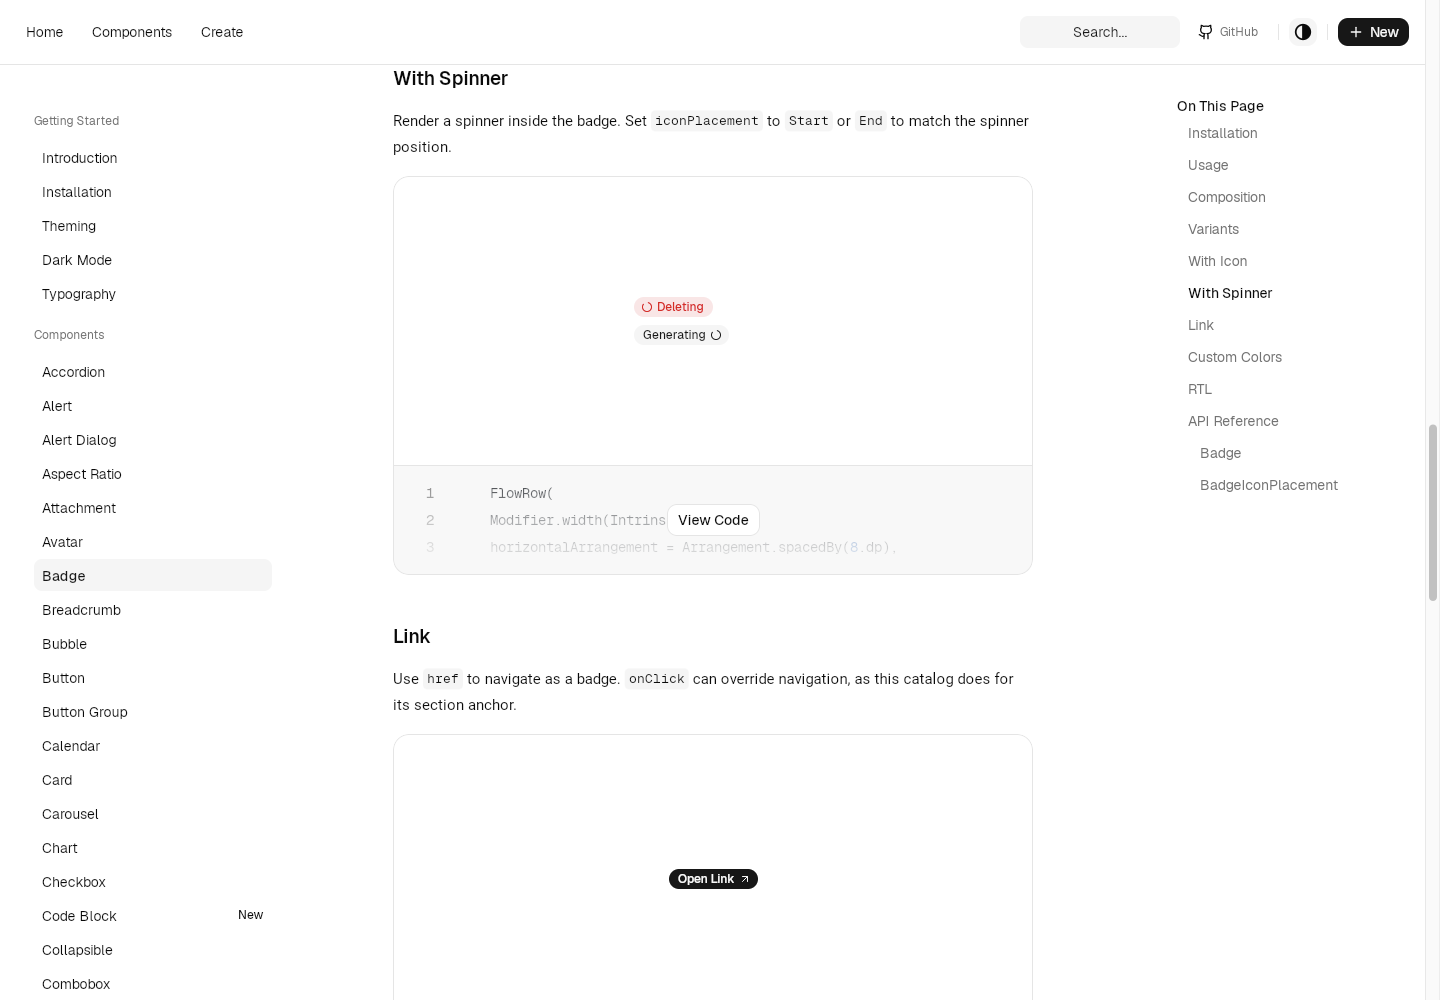 Home Components Create Search... GitHub New
Getting Started
Introduction
Installation
Theming
Dark Mode
Typography
Components
Accordion
Alert
Alert Dialog
Aspect Ratio
Attachment
Avatar
Badge
Breadcrumb
Bubble
Button
Button Group
Calendar
Card
Carousel
Chart
Checkbox
Code Block New
Collapsible
Combobox
With Spinner
Render a spinner inside the badge. Set iconPlacement to Start or End to match the spinner
position.
Deleting
Generating
1 FlowRow(
2 Modifier.width(Intrins
View Code
3 horizontalArrangement = Arrangement.spacedBy(8.dp),
Link
Use href to navigate as a badge. onClick can override navigation, as this catalog does for
its section anchor.
Open Link
On This Page
Installation
Usage
Composition
Variants
With Icon
With Spinner
Link
Custom Colors
RTL
API Reference
Badge
BadgeIconPlacement